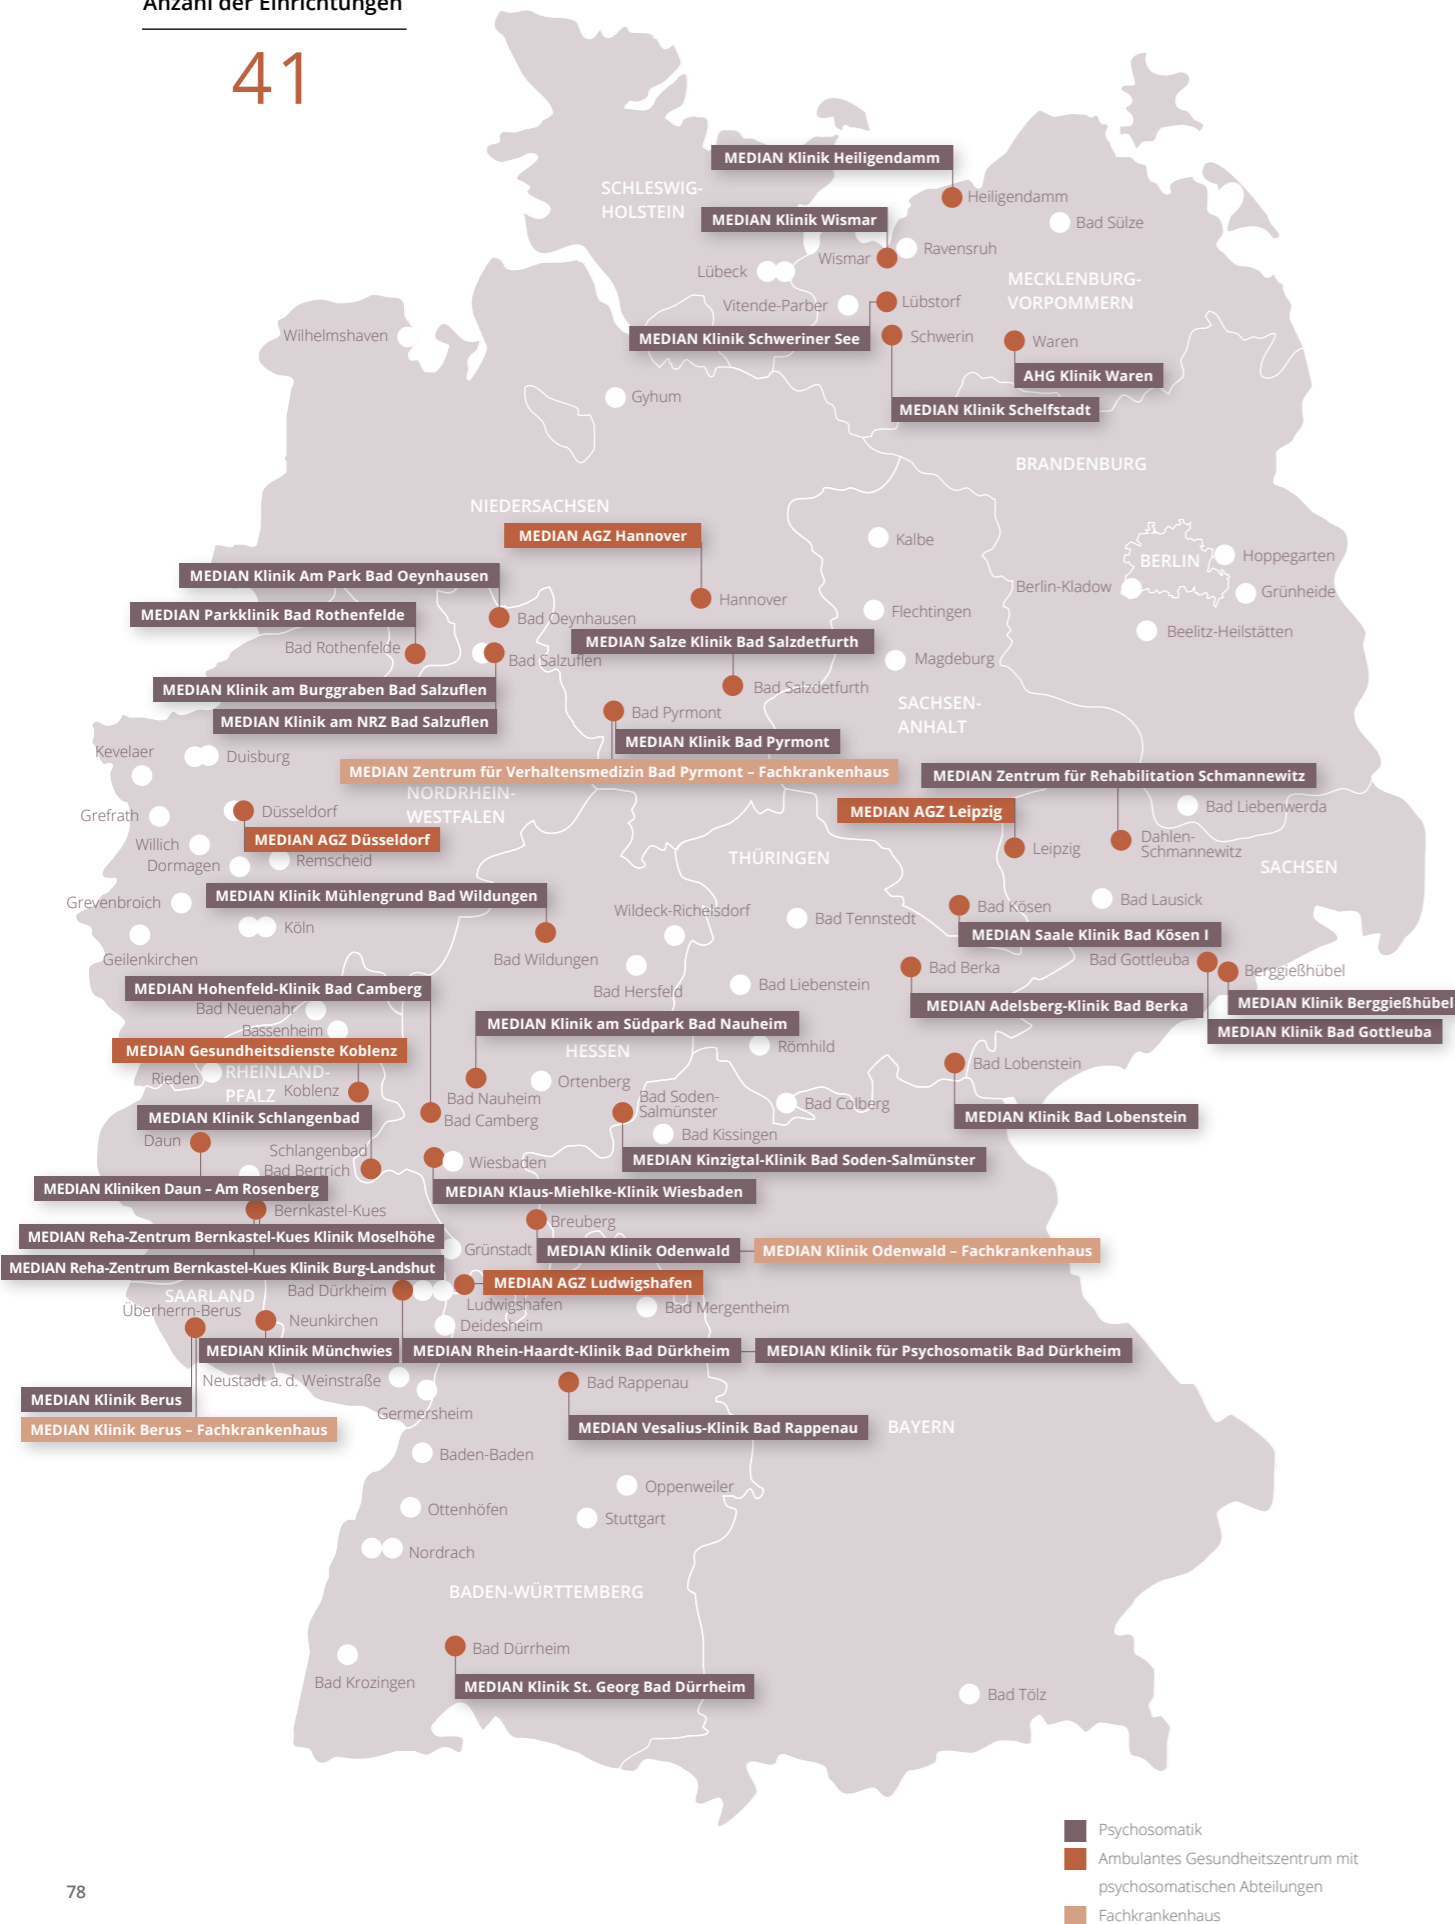 Anzahl der Einrichtungen
41
MEDIAN Klinik Heiligendamm
SCHLESWIG-
HOLSTEIN
Heiligendamm
MEDIAN Klinik Wismar
Bad Sülze
Ravensruh
Wismar
Lübeck
MECKLENBURG-
VORPOMMERN
Vitende-Parber
Lübstorf
Wilhelmshaven
MEDIAN Klinik Schweriner See
Schwerin
Waren
AHG Klinik Waren
Gyhum
MEDIAN Klinik Schelfstadt
BRANDENBURG
NIEDERSACHSEN
MEDIAN AGZ Hannover
Kalbe
BERLIN
Hoppegarten
MEDIAN Klinik Am Park Bad Oeynhausen
Berlin-Kladow
Grünheide
Hannover
MEDIAN Parkklinik Bad Rothenfelde
Bad Oeynhausen
Flechtingen
Beelitz-Heilstätten
MEDIAN Salze Klinik Bad Salzdetfurth
Bad Rothenfelde
Bad Salzuflen
Magdeburg
MEDIAN Klinik am Burggraben Bad Salzuflen
Bad Salzdetfurth
SACHSEN-
ANHALT
MEDIAN Klinik am NRZ Bad Salzuflen
Bad Pyrmont
MEDIAN Klinik Bad Pyrmont
Kevelaer
Duisburg
MEDIAN Zentrum für Verhaltensmedizin Bad Pyrmont – Fachkrankenhaus
MEDIAN Zentrum für Rehabilitation Schmannewitz
NORDRHEIN-
WESTFALEN
Bad Liebenwerda
Grefrath
Düsseldorf
MEDIAN AGZ Leipzig
MEDIAN AGZ Düsseldorf
Willich
Dahlen-
Schmannewitz
Leipzig
Dormagen
Remscheid
THÜRINGEN
SACHSEN
MEDIAN Klinik Mühlengrund Bad Wildungen
Grevenbroich
Bad Lausick
Wildeck-Richelsdorf
Bad Kösen
Bad Tennstedt
Köln
MEDIAN Saale Klinik Bad Kösen I
Geilenkirchen
Bad Wildungen
Bad Gottleuba
Bad Berka
Berggießhübel
MEDIAN Hohenfeld-Klinik Bad Camberg
Bad Hersfeld
Bad Liebenstein
MEDIAN Adelsberg-Klinik Bad Berka
MEDIAN Klinik Berggießhübel
Bad Neuenahr
MEDIAN Klinik am Südpark Bad Nauheim
Bassenheim
MEDIAN Klinik Bad Gottleuba
MEDIAN Gesundheitsdienste Koblenz
HESSEN
Römhild
Bad Lobenstein
Rieden
RHEINLAND-
PFALZ
Koblenz
Ortenberg
Bad Nauheim
Bad Soden-
Salmünster
Bad Colberg
MEDIAN Klinik Schlangenbad
Bad Camberg
MEDIAN Klinik Bad Lobenstein
Daun
Bad Kissingen
Schlangenbad
MEDIAN Kinzigtal-Klinik Bad Soden-Salmünster
Bad Bertrich
Wiesbaden
MEDIAN Kliniken Daun – Am Rosenberg
MEDIAN Klaus-Miehlke-Klinik Wiesbaden
Bernkastel-Kues
Breuberg
MEDIAN Reha-Zentrum Bernkastel-Kues Klinik Moselhöhe
Grünstadt
MEDIAN Klinik Odenwald
MEDIAN Klinik Odenwald – Fachkrankenhaus
MEDIAN Reha-Zentrum Bernkastel-Kues Klinik Burg-Landshut
MEDIAN AGZ Ludwigshafen
SAARLAND
Bad Dürkheim
Ludwigshafen
Bad Mergentheim
Überherrn-Berus
Neunkirchen
Deidesheim
MEDIAN Klinik Münchwies
MEDIAN Rhein-Haardt-Klinik Bad Dürkheim
MEDIAN Klinik für Psychosomatik Bad Dürkheim
Neustadt a. d. Weinstraße
Bad Rappenau
MEDIAN Klinik Berus
Germersheim
MEDIAN Klinik Berus – Fachkrankenhaus
MEDIAN Vesalius-Klinik Bad Rappenau
BAYERN
Baden-Baden
Oppenweiler
Ottenhöfen
Stuttgart
Nordrach
BADEN-WÜRTTEMBERG
Bad Dürrheim
Bad Krozingen
MEDIAN Klinik St. Georg Bad Dürrheim
Bad Tölz
Psychosomatik
Ambulantes Gesundheitszentrum mit
psychosomatischen Abteilungen
Fachkrankenhaus
78